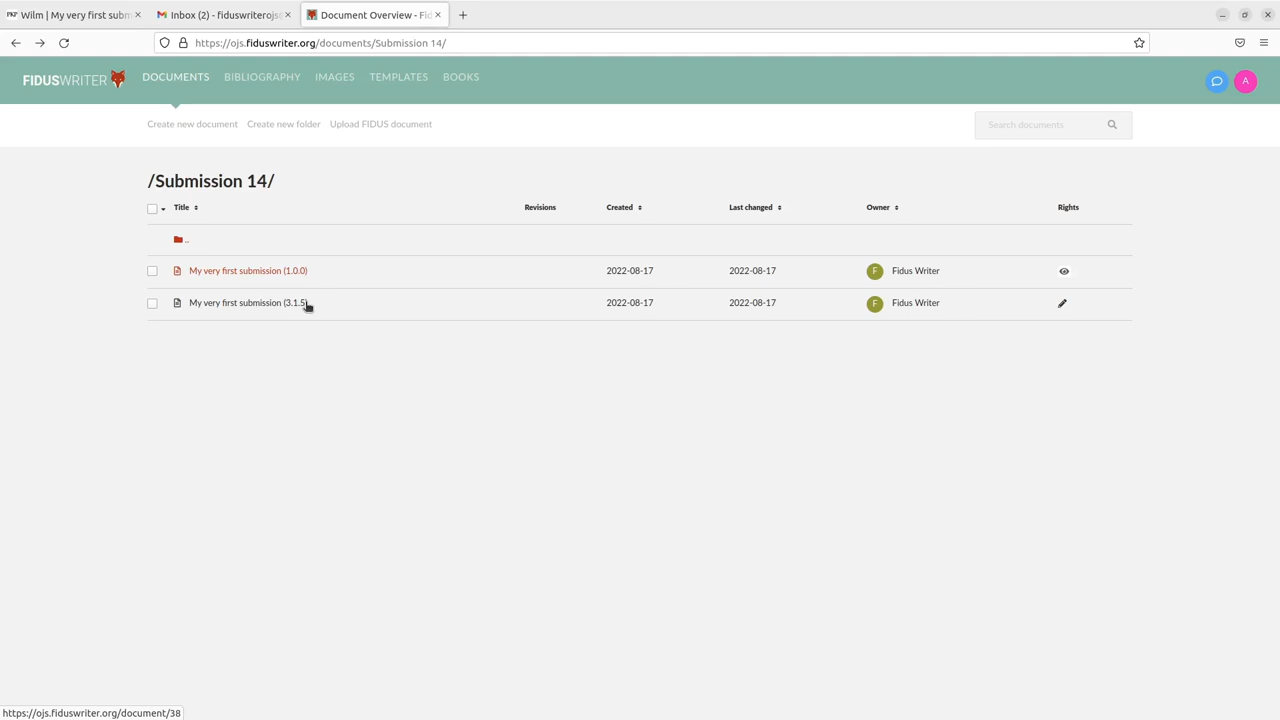 Wilm | My very first subm
Inbox (2) - fiduswriterojs
Document Overview - Fid
https://ojs.fiduswriter.org/documents/Submission 14/
FIDUSWRITER DOCUMENTS BIBLIOGRAPHY IMAGES TEMPLATES BOOKS A
Create new document Create new folder Upload FIDUS document Search documents
/Submission 14/
Title Revisions Created Last changed Owner Rights
..
My very first submission (1.0.0) 2022-08-17 2022-08-17 F Fidus Writer
My very first submission (3.1.5) 2022-08-17 2022-08-17 F Fidus Writer
https://ojs.fiduswriter.org/document/38